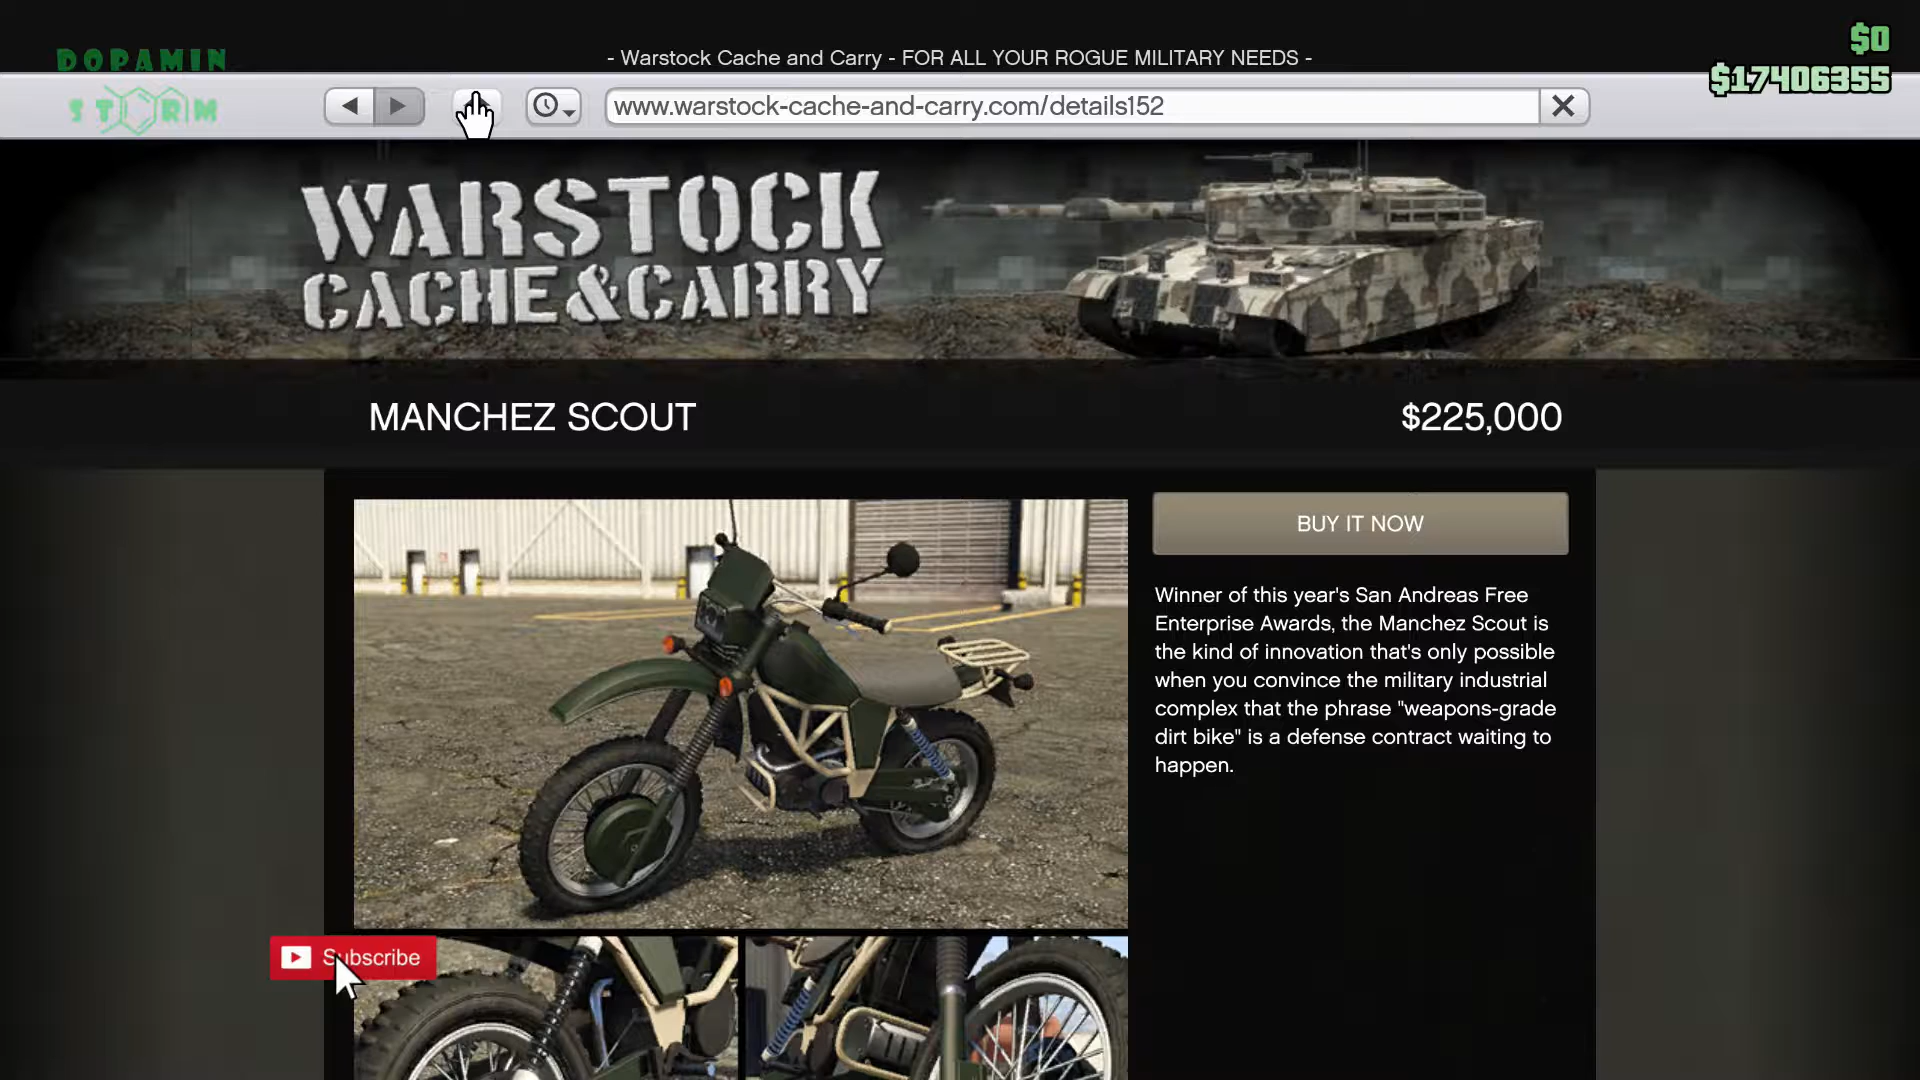 DOPAMIN
STORM
- Warstock Cache and Carry - FOR ALL YOUR ROGUE MILITARY NEEDS -
$0
$17406355
www.warstock-cache-and-carry.com/details152
WARSTOCK
CACHE & CARRY
MANCHEZ SCOUT
$225,000
BUY IT NOW
Winner of this year's San Andreas Free
Enterprise Awards, the Manchez Scout is
the kind of innovation that's only possible
when you convince the military industrial
complex that the phrase "weapons-grade
dirt bike" is a defense contract waiting to
happen.
Subscribe